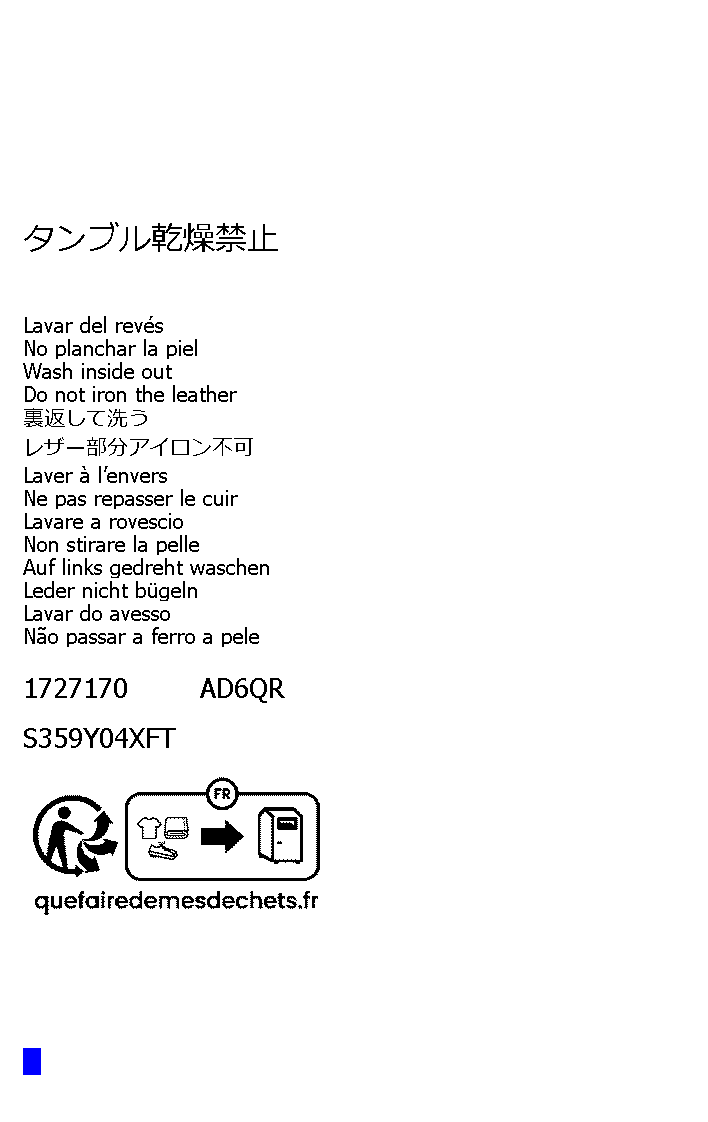 タンブル乾燥禁止
Lavar del revés
No planchar la piel
Wash inside out
Do not iron the leather
裏返して洗う
レザー部分アイロン不可
Laver à l'envers
Ne pas repasser le cuir
Lavare a rovescio
Non stirare la pelle
Auf links gedreht waschen
Leder nicht bügeln
Lavar do avesso
Não passar a ferro a pele
1727170 AD6QR
S359Y04XFT
FR
quefairedemesdechets.fr